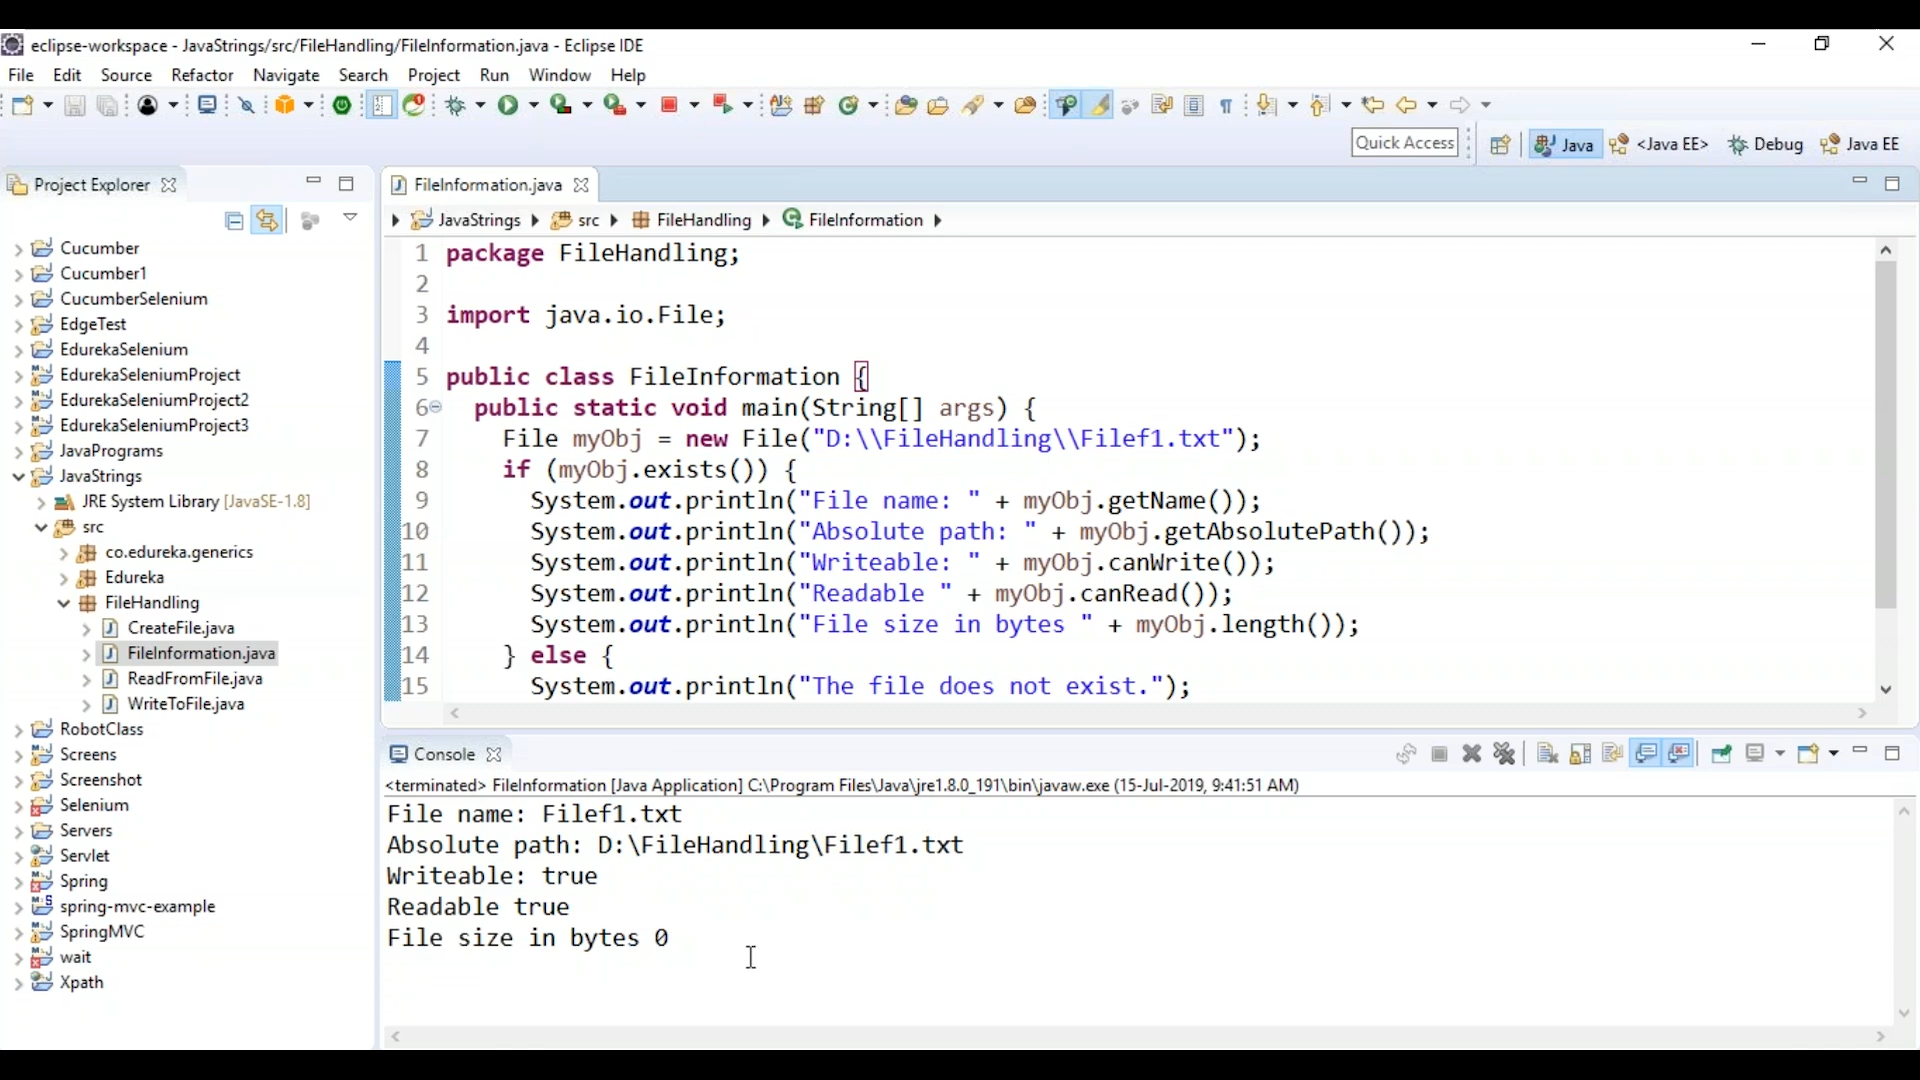 eclipse-workspace - JavaStrings/src/FileHandling/FileInformation.java - Eclipse IDE
File Edit Source Refactor Navigate Search Project Run Window Help
Quick Access
Java <Java EE> Debug Java EE
Project Explorer
FileInformation.java
JavaStrings src FileHandling FileInformation
Cucumber
Cucumber1
CucumberSelenium
EdgeTest
EdurekaSelenium
EdurekaSeleniumProject
EdurekaSeleniumProject2
EdurekaSeleniumProject3
JavaPrograms
JavaStrings
JRE System Library [JavaSE-1.8]
src
co.edureka.generics
Edureka
FileHandling
CreateFile.java
FileInformation.java
ReadFromFile.java
WriteToFile.java
RobotClass
Screens
Screenshot
Selenium
Servers
Servlet
Spring
spring-mvc-example
SpringMVC
wait
Xpath
1 package FileHandling;
2
3 import java.io.File;
4
5 public class FileInformation {
6 public static void main(String[] args) {
7 File myObj = new File("D:\\FileHandling\\Filef1.txt");
8 if (myObj.exists()) {
9 System.out.println("File name: " + myObj.getName());
10 System.out.println("Absolute path: " + myObj.getAbsolutePath());
11 System.out.println("Writeable: " + myObj.canWrite());
12 System.out.println("Readable " + myObj.canRead());
13 System.out.println("File size in bytes " + myObj.length());
14 } else {
15 System.out.println("The file does not exist.");
Console
<terminated> FileInformation [Java Application] C:\Program Files\Java\jre1.8.0_191\bin\javaw.exe (15-Jul-2019, 9:41:51 AM)
File name: Filef1.txt
Absolute path: D:\FileHandling\Filef1.txt
Writeable: true
Readable true
File size in bytes 0